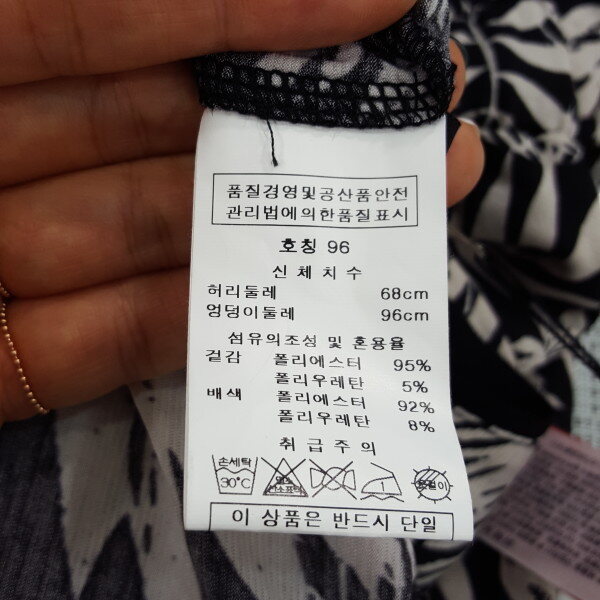 품질경영및공산품안전
관리법에의한품질표시
호칭 96
신체치수
허리둘레 68cm
엉덩이둘레 96cm
섬유의조성 및 혼용율
겉감 폴리에스터 95%
폴리우레탄 5%
배색 폴리에스터 92%
폴리우레탄 8%
취급주의
손세탁
30℃
이 상품은 반드시 단일